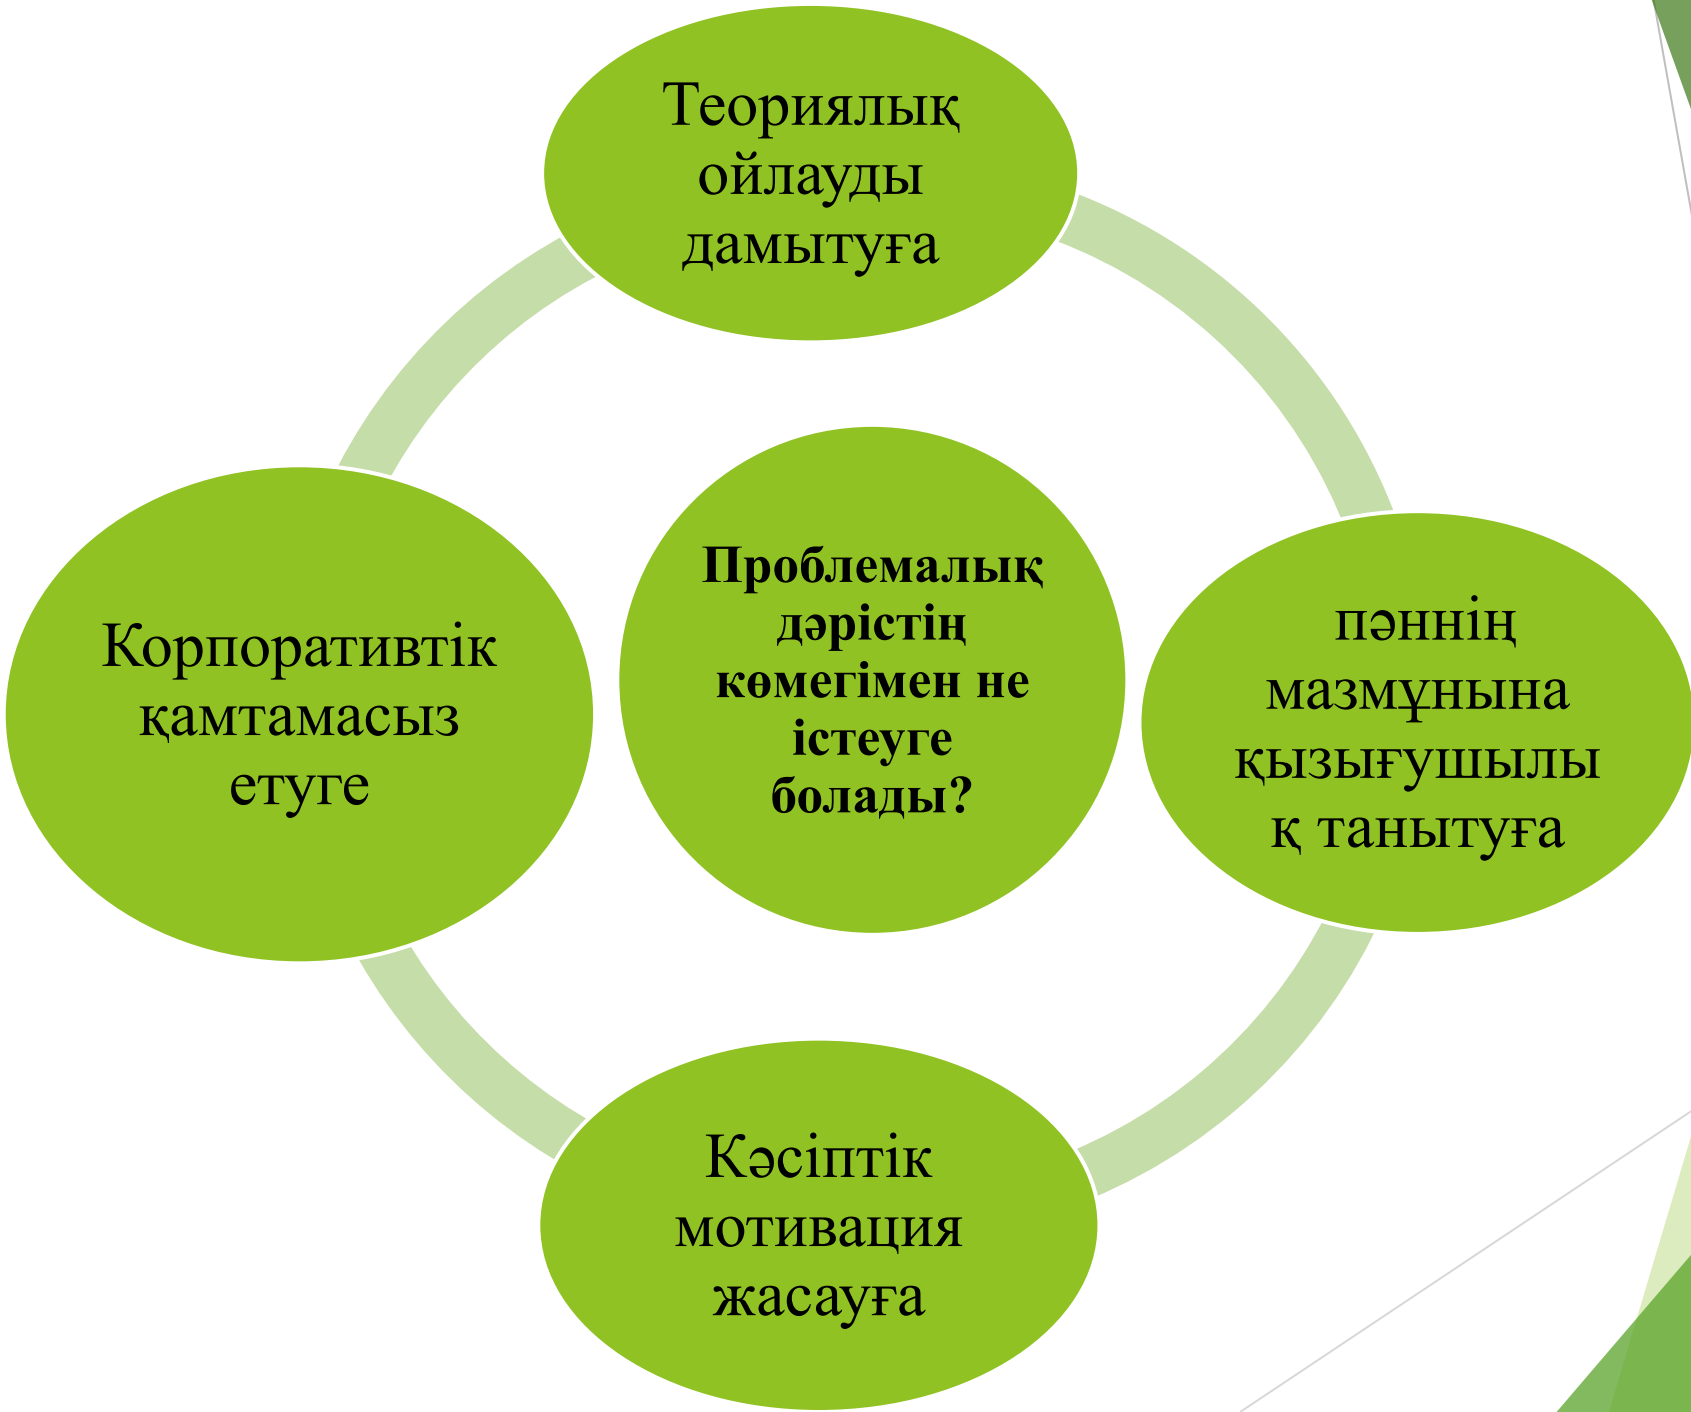 Теориялық
ойлауды
дамытуға
Проблемалық
дәрістің
көмегімен не
істеуге
болады?
пәннің
мазмұнына
қызығушылы
қ танытуға
Кәсіптік
мотивация
жасауға
Корпоративтік
қамтамасыз
етуге